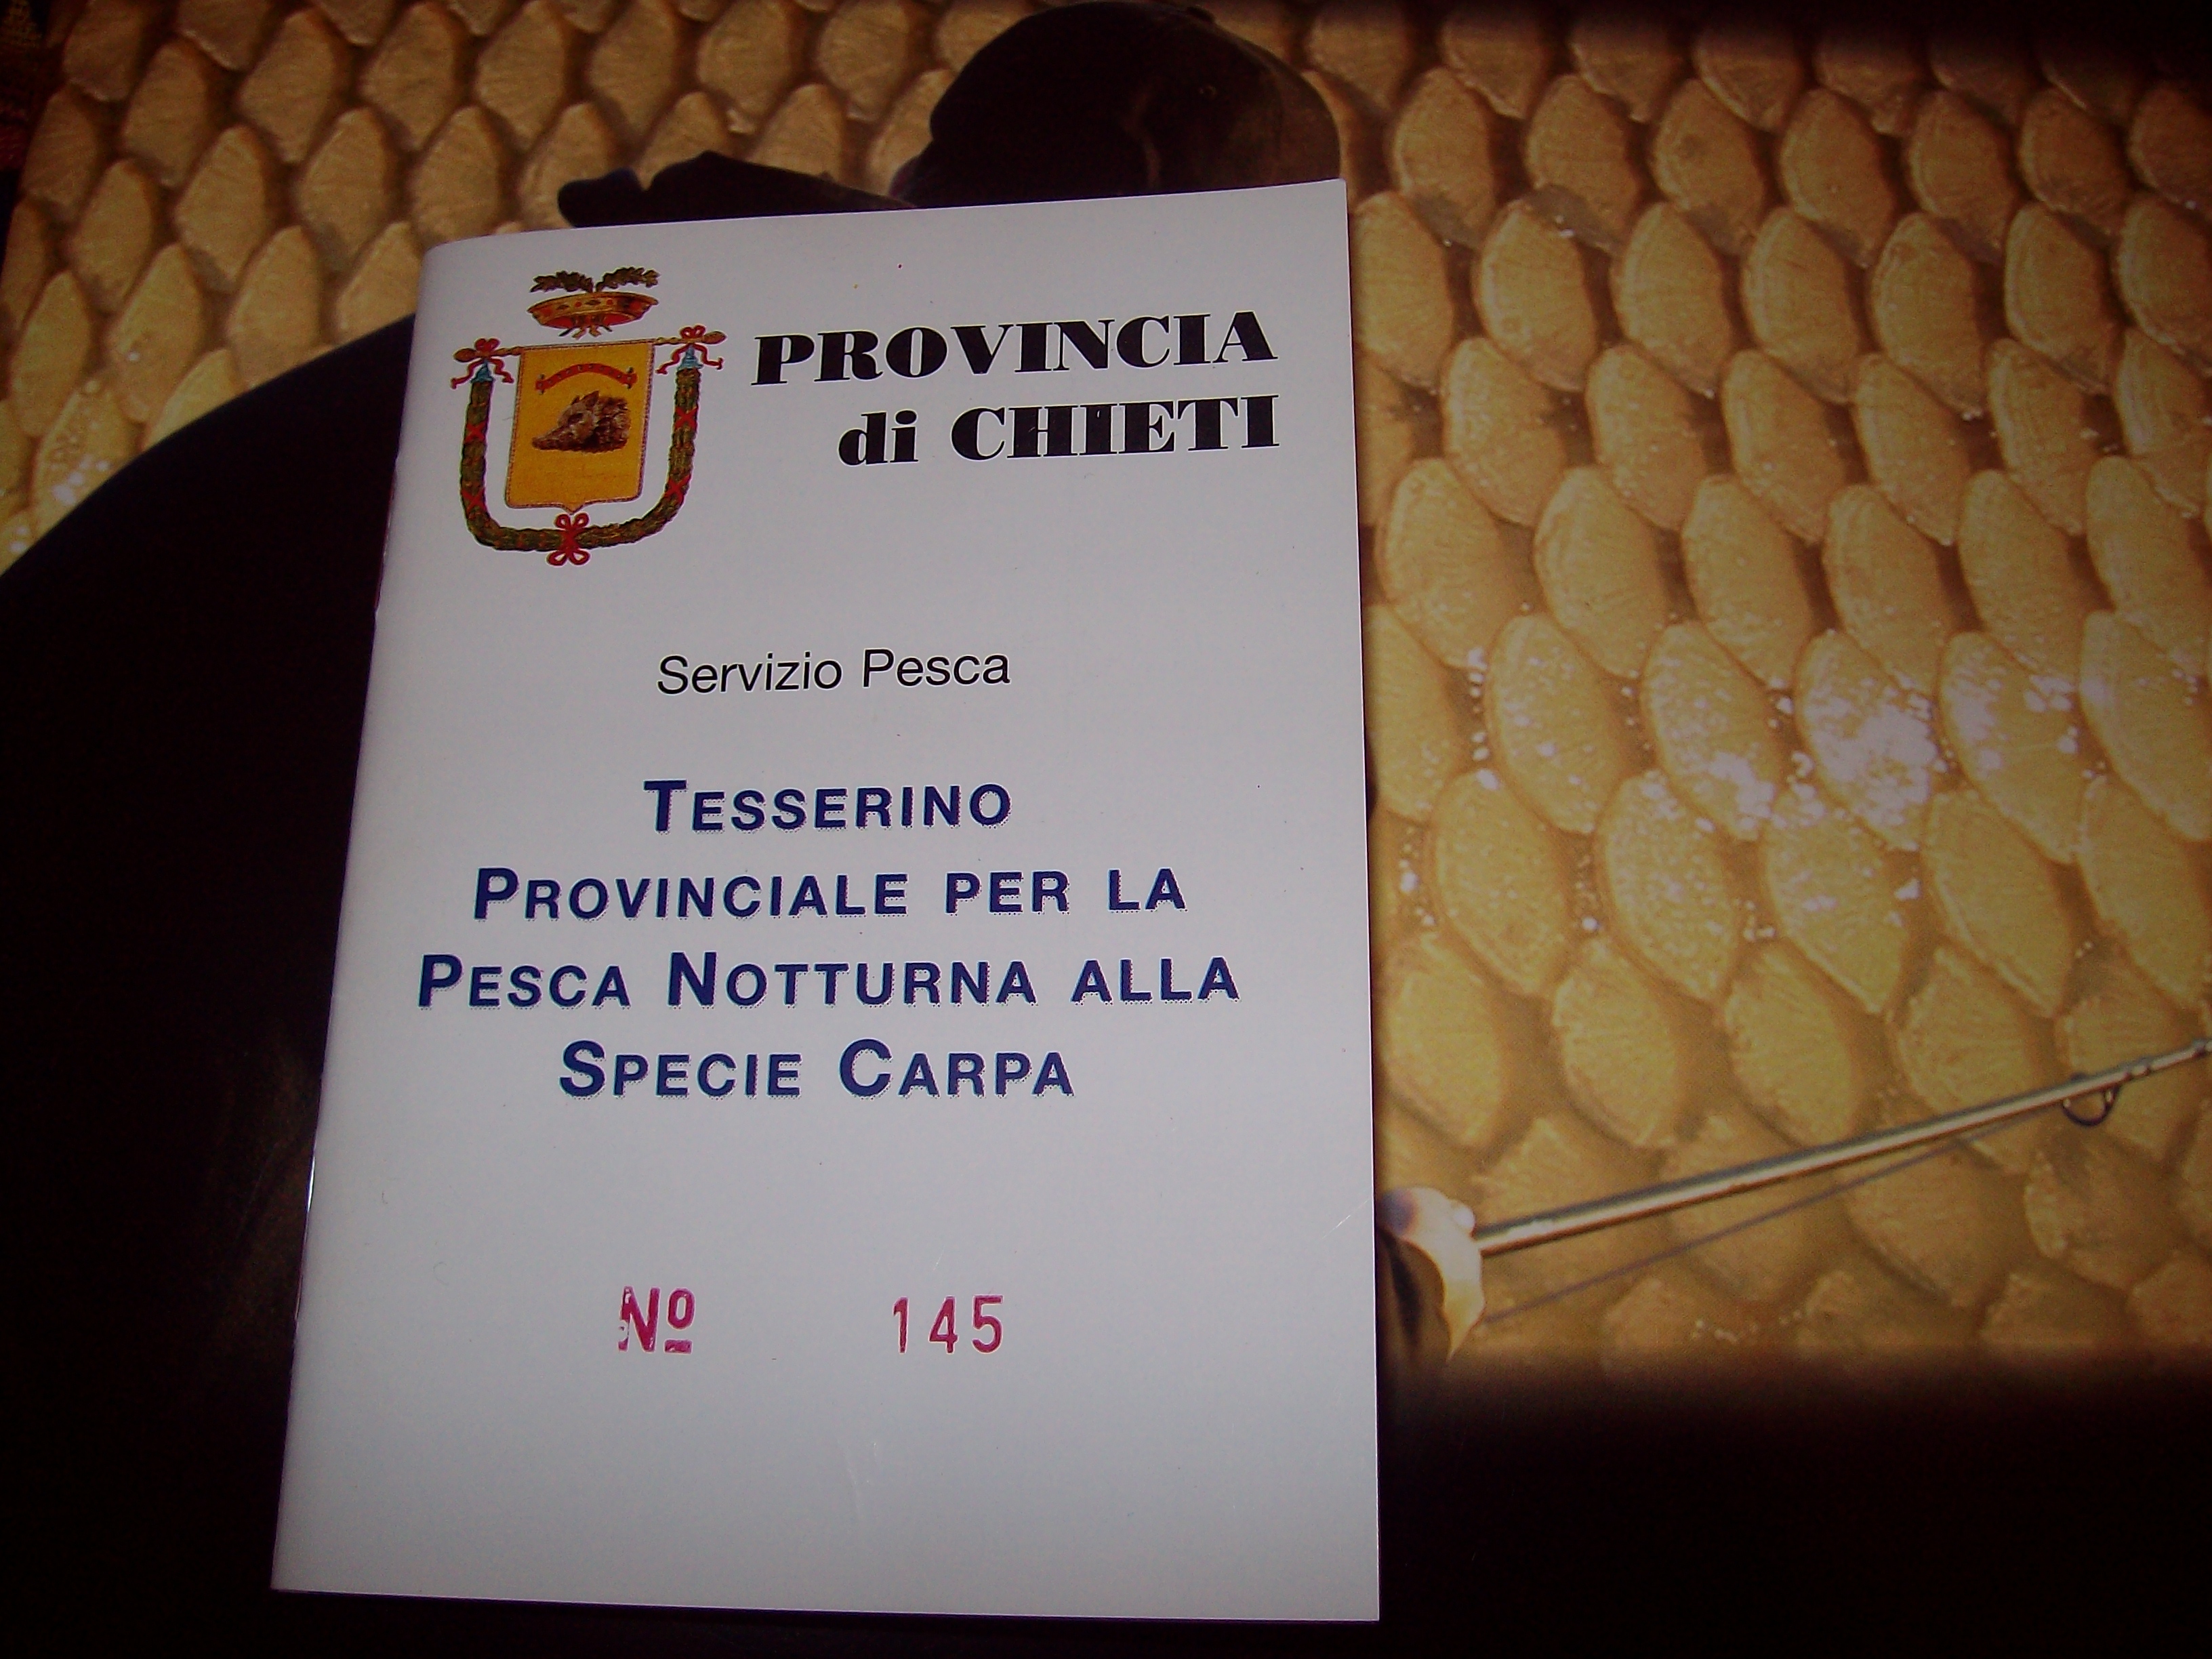 PROVINCIA
di CHIETI
Servizio Pesca
TESSERINO
PROVINCIALE PER LA
PESCA NOTTURNA ALLA
SPECIE CARPA
Nº 145